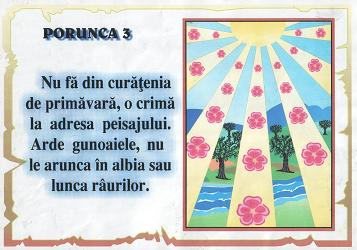 PORUNCA 3
Nu fă din curăţenia
de primăvară, o crimă
la adresa peisajului.
Arde gunoaiele, nu
le arunca în albia sau
lunca râurilor.